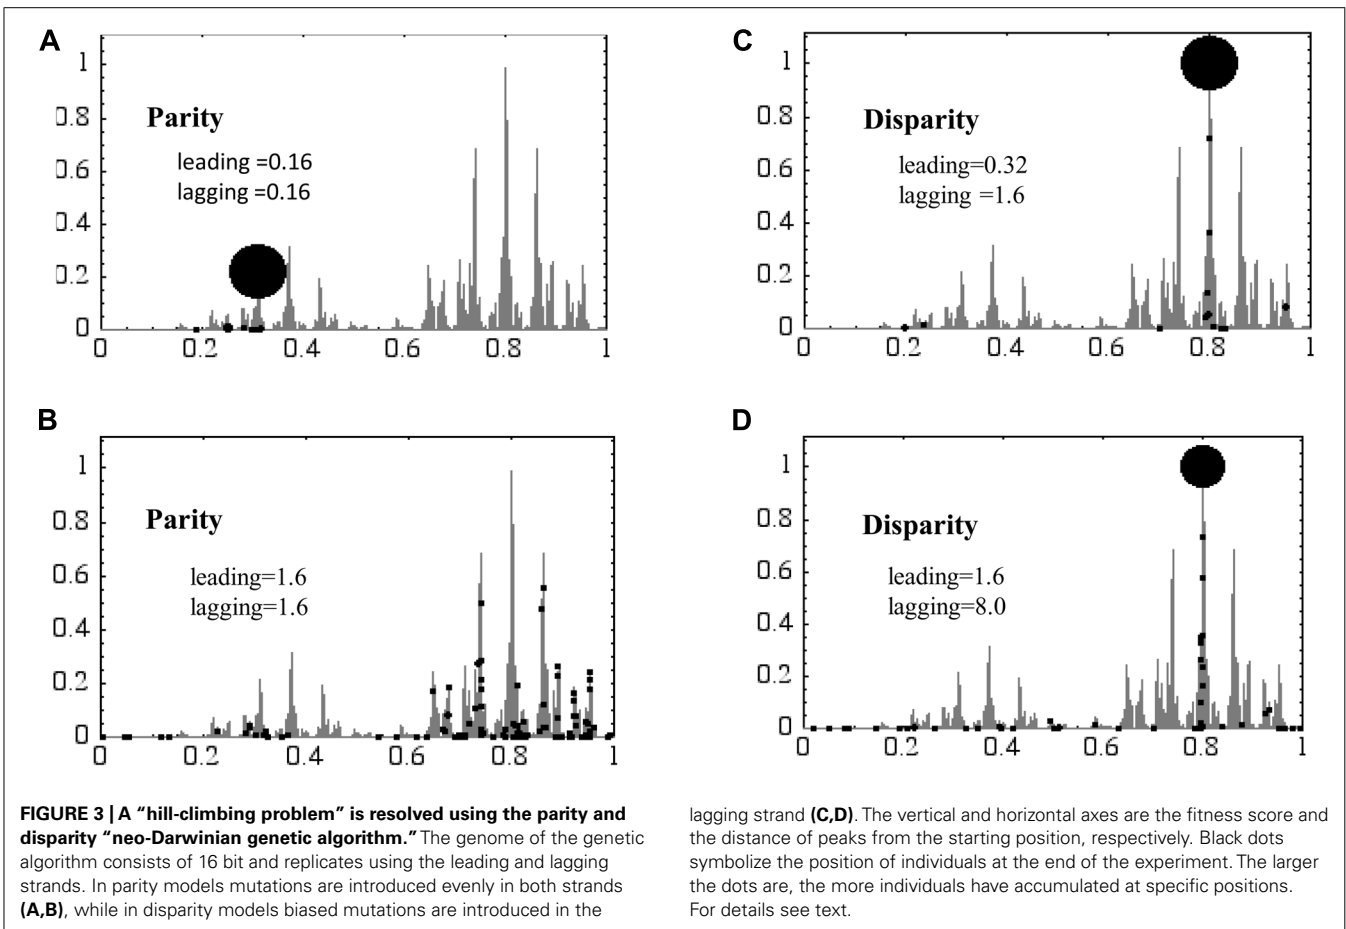 A
1
0.8
0.6
0.4
0.2
0
Parity
leading =0.16
lagging =0.16
0 0.2 0.4 0.6 0.8 1
C
1
0.8
0.6
0.4
0.2
0
Disparity
leading=0.32
lagging =1.6
0 0.2 0.4 0.6 0.8 1
B
1
0.8
0.6
0.4
0.2
0
Parity
leading=1.6
lagging=1.6
0 0.2 0.4 0.6 0.8 1
D
1
0.8
0.6
0.4
0.2
0
Disparity
leading=1.6
lagging=8.0
0 0.2 0.4 0.6 0.8 1
FIGURE 3 | A “hill-climbing problem” is resolved using the parity and
disparity “neo-Darwinian genetic algorithm.” The genome of the genetic
algorithm consists of 16 bit and replicates using the leading and lagging
strands. In parity models mutations are introduced evenly in both strands
(A,B), while in disparity models biased mutations are introduced in the
lagging strand (C,D). The vertical and horizontal axes are the fitness score and
the distance of peaks from the starting position, respectively. Black dots
symbolize the position of individuals at the end of the experiment. The larger
the dots are, the more individuals have accumulated at specific positions.
For details see text.